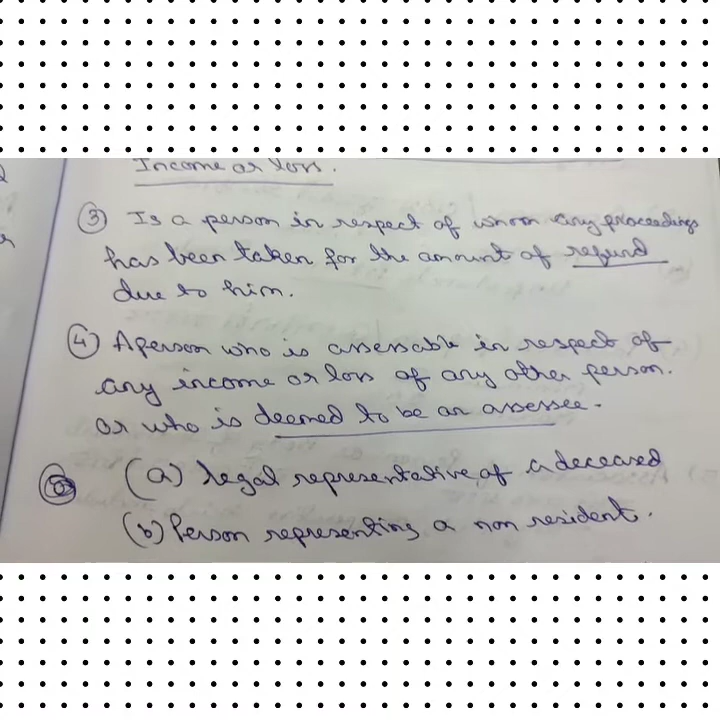 Income or loss.
③ Is a person in respect of whom any proceedings
has been taken for the amount of refund
due to him.
④ A person who is assessable in respect of
any income or loss of any other person.
or who is deemed to be an assessee.
(a) legal representative of a deceased
(b) Person representing a non resident.